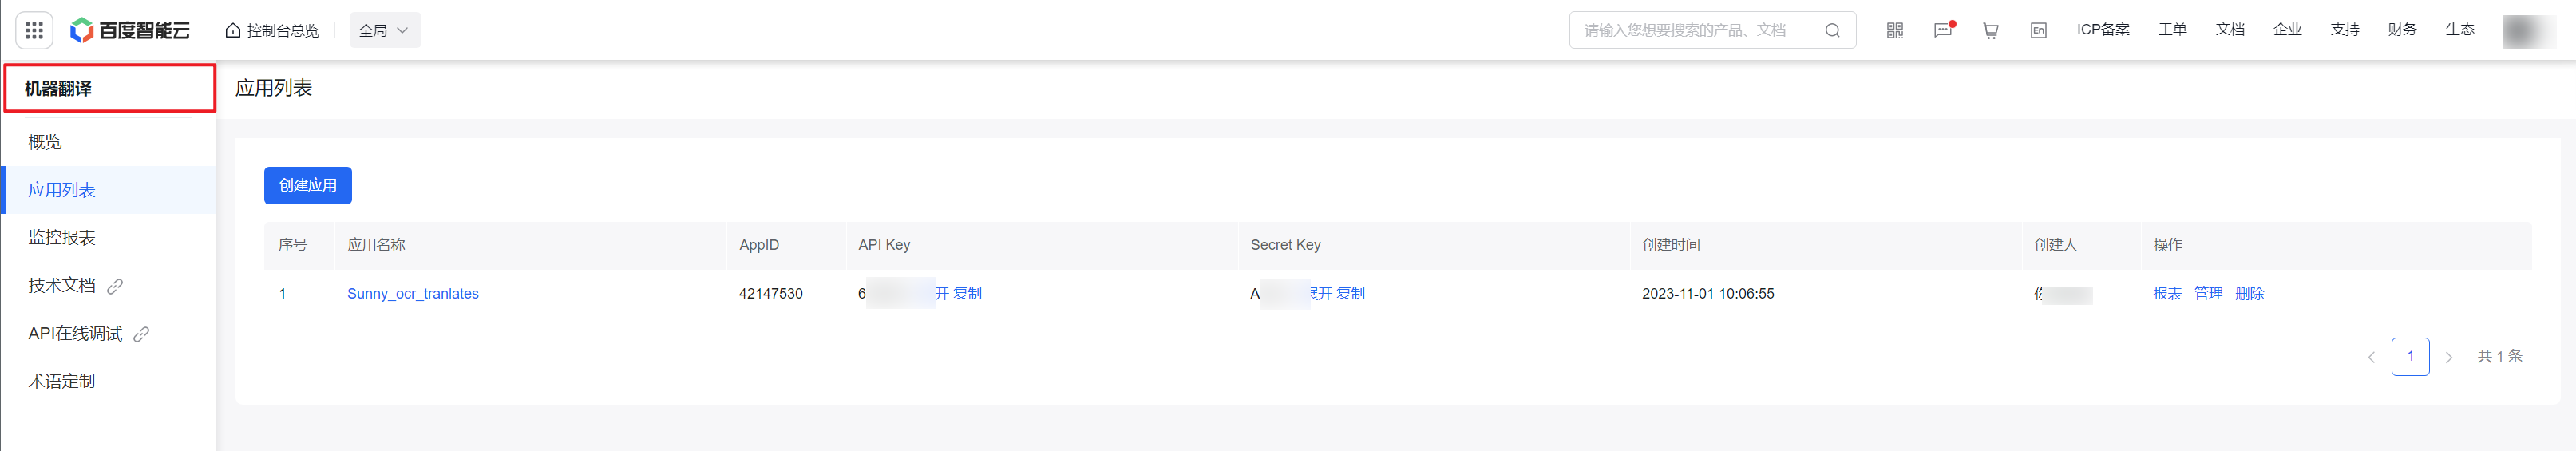 百度智能云 控制台总览 全局 请输入您想要搜索的产品、文档 En ICP备案 工单 文档 企业 支持 财务 生态
机器翻译
应用列表
概览
应用列表
监控报表
技术文档
API在线调试
术语定制
创建应用
序号 应用名称 AppID API Key Secret Key 创建时间 创建人 操作
1 Sunny_ocr_tranlates 42147530 6 开 复制 A 展开 复制 2023-11-01 10:06:55 报表 管理 删除
1 共 1 条